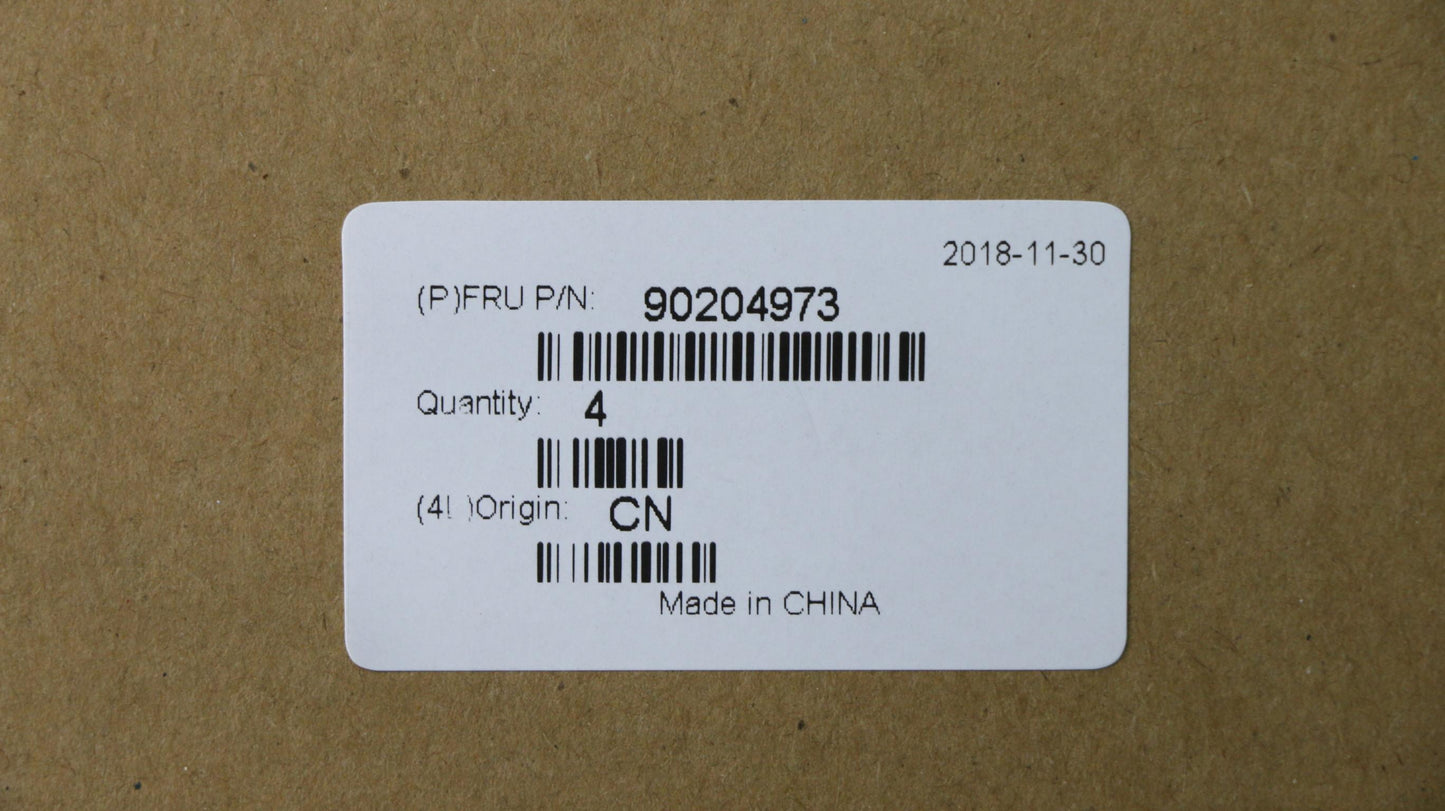 2018-11-30
(P)FRU P/N: 90204973
Quantity: 4
(4L)Origin: CN
Made in CHINA